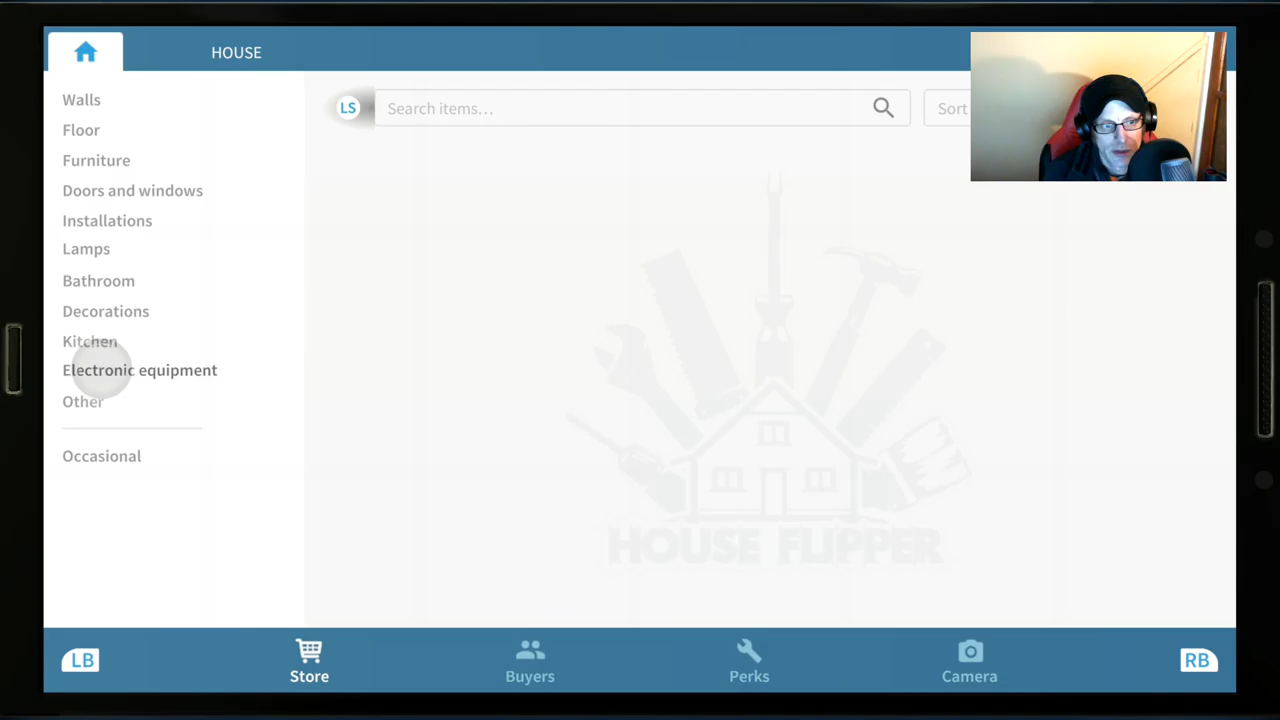 HOUSE
Walls
Floor
Furniture
Doors and windows
Installations
Lamps
Bathroom
Decorations
Kitchen
Electronic equipment
Other
Occasional
LS
Search items...
Sort
HOUSE FLIPPER
LB
Store
Buyers
Perks
Camera
RB